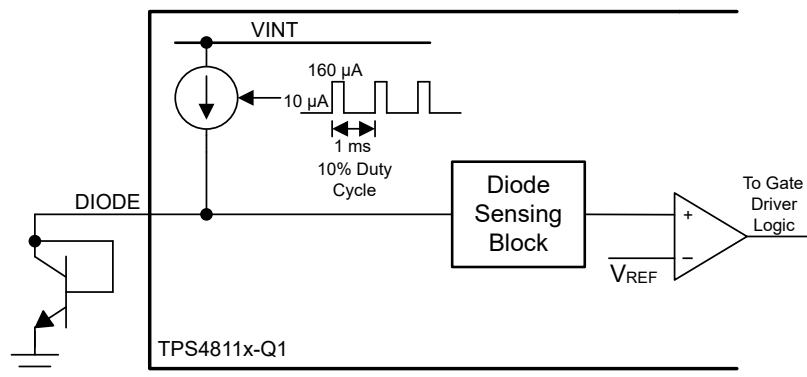 VINT
160 µA
10 µA
1 ms
10% Duty
Cycle
DIODE
Diode
Sensing
Block
+
−
VREF
To Gate
Driver
Logic
TPS4811x-Q1